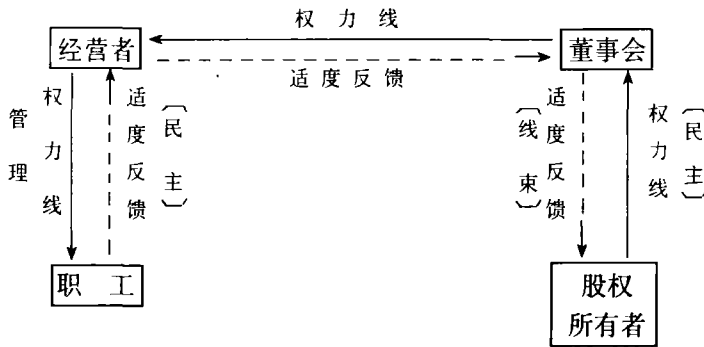 权力线
经营者
董事会
适度反馈
管理
权力线
适度反馈
〔民主〕
〔线束〕
适度反馈
权力线
〔民主〕
职工
股权
所有者